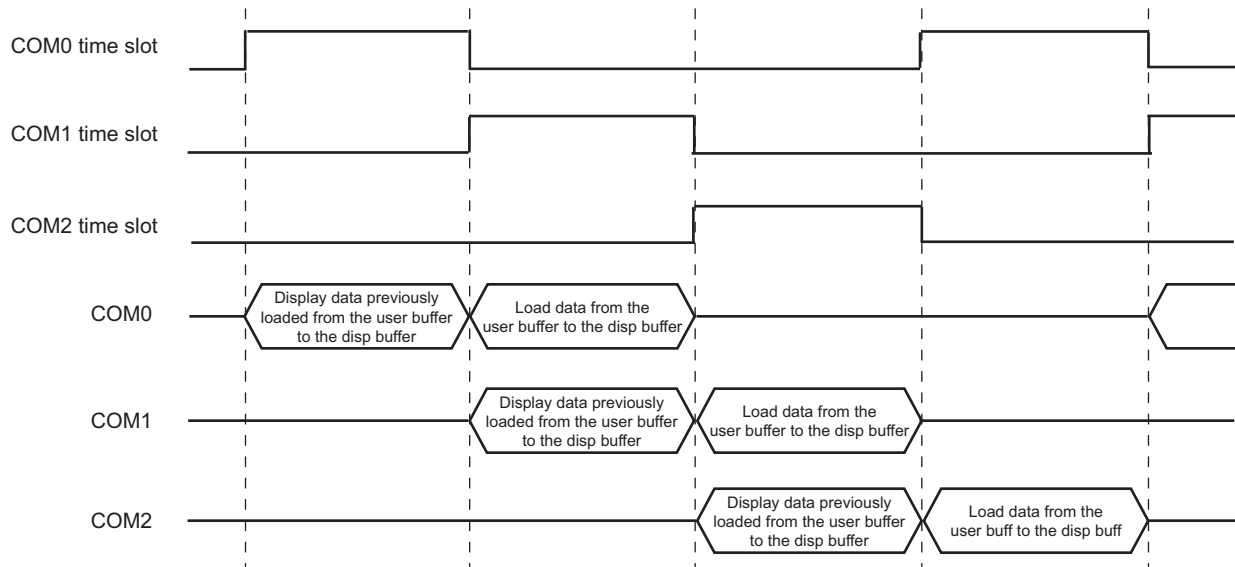 COM0 time slot
COM1 time slot
COM2 time slot
COM0
Display data previously
loaded from the user buffer
to the disp buffer
Load data from the
user buffer to the disp buffer
COM1
Display data previously
loaded from the user buffer
to the disp buffer
Load data from the
user buffer to the disp buffer
COM2
Display data previously
loaded from the user buffer
to the disp buffer
Load data from the
user buff to the disp buff